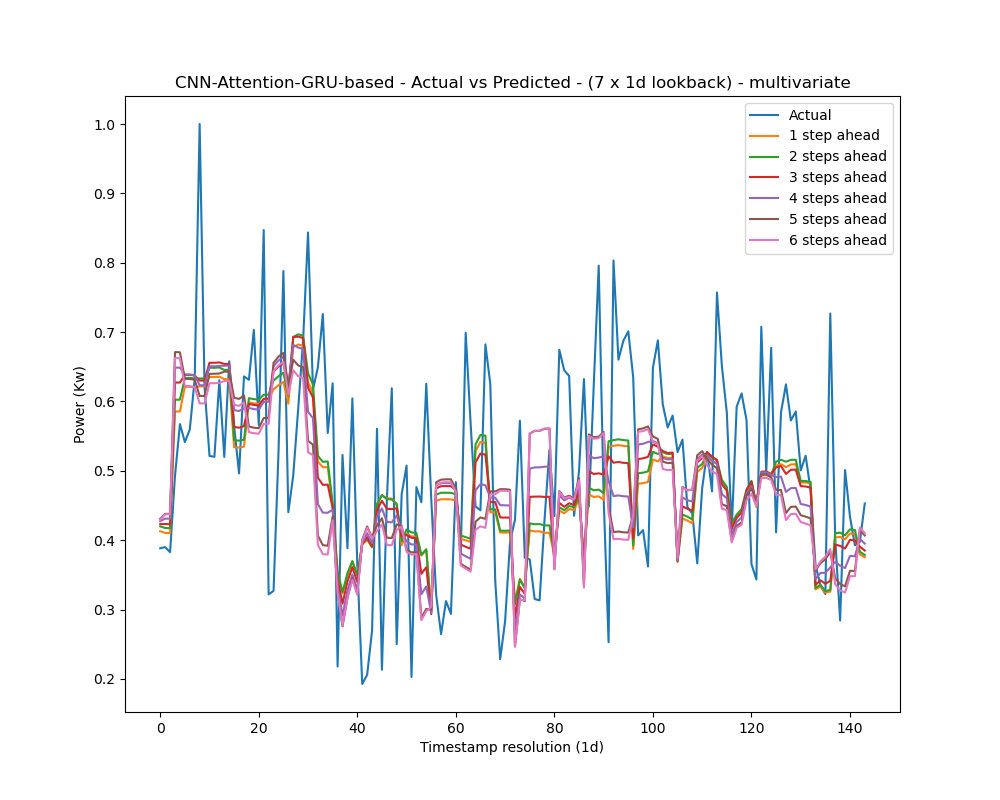 CNN-Attention-GRU-based - Actual vs Predicted - (7 x 1d lookback) - multivariate
Actual
1 step ahead
2 steps ahead
3 steps ahead
4 steps ahead
5 steps ahead
6 steps ahead
Power (Kw)
1.0
0.9
0.8
0.7
0.6
0.5
0.4
0.3
0.2
0 20 40 60 80 100 120 140
Timestamp resolution (1d)